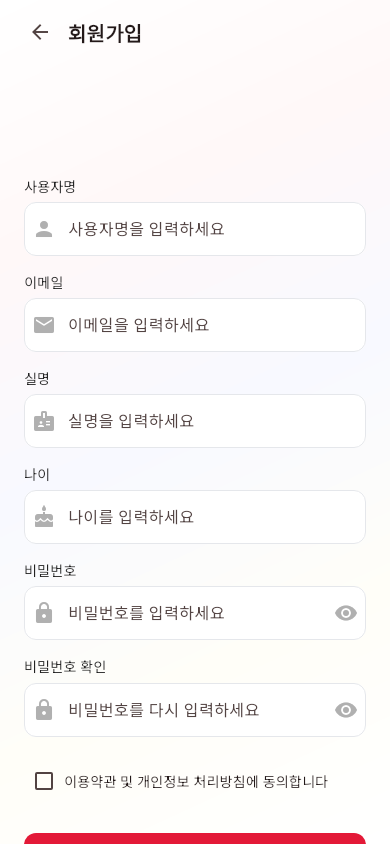 회원가입
사용자명
사용자명을 입력하세요
이메일
이메일을 입력하세요
실명
실명을 입력하세요
나이
나이를 입력하세요
비밀번호
비밀번호를 입력하세요
비밀번호 확인
비밀번호를 다시 입력하세요
이용약관 및 개인정보 처리방침에 동의합니다